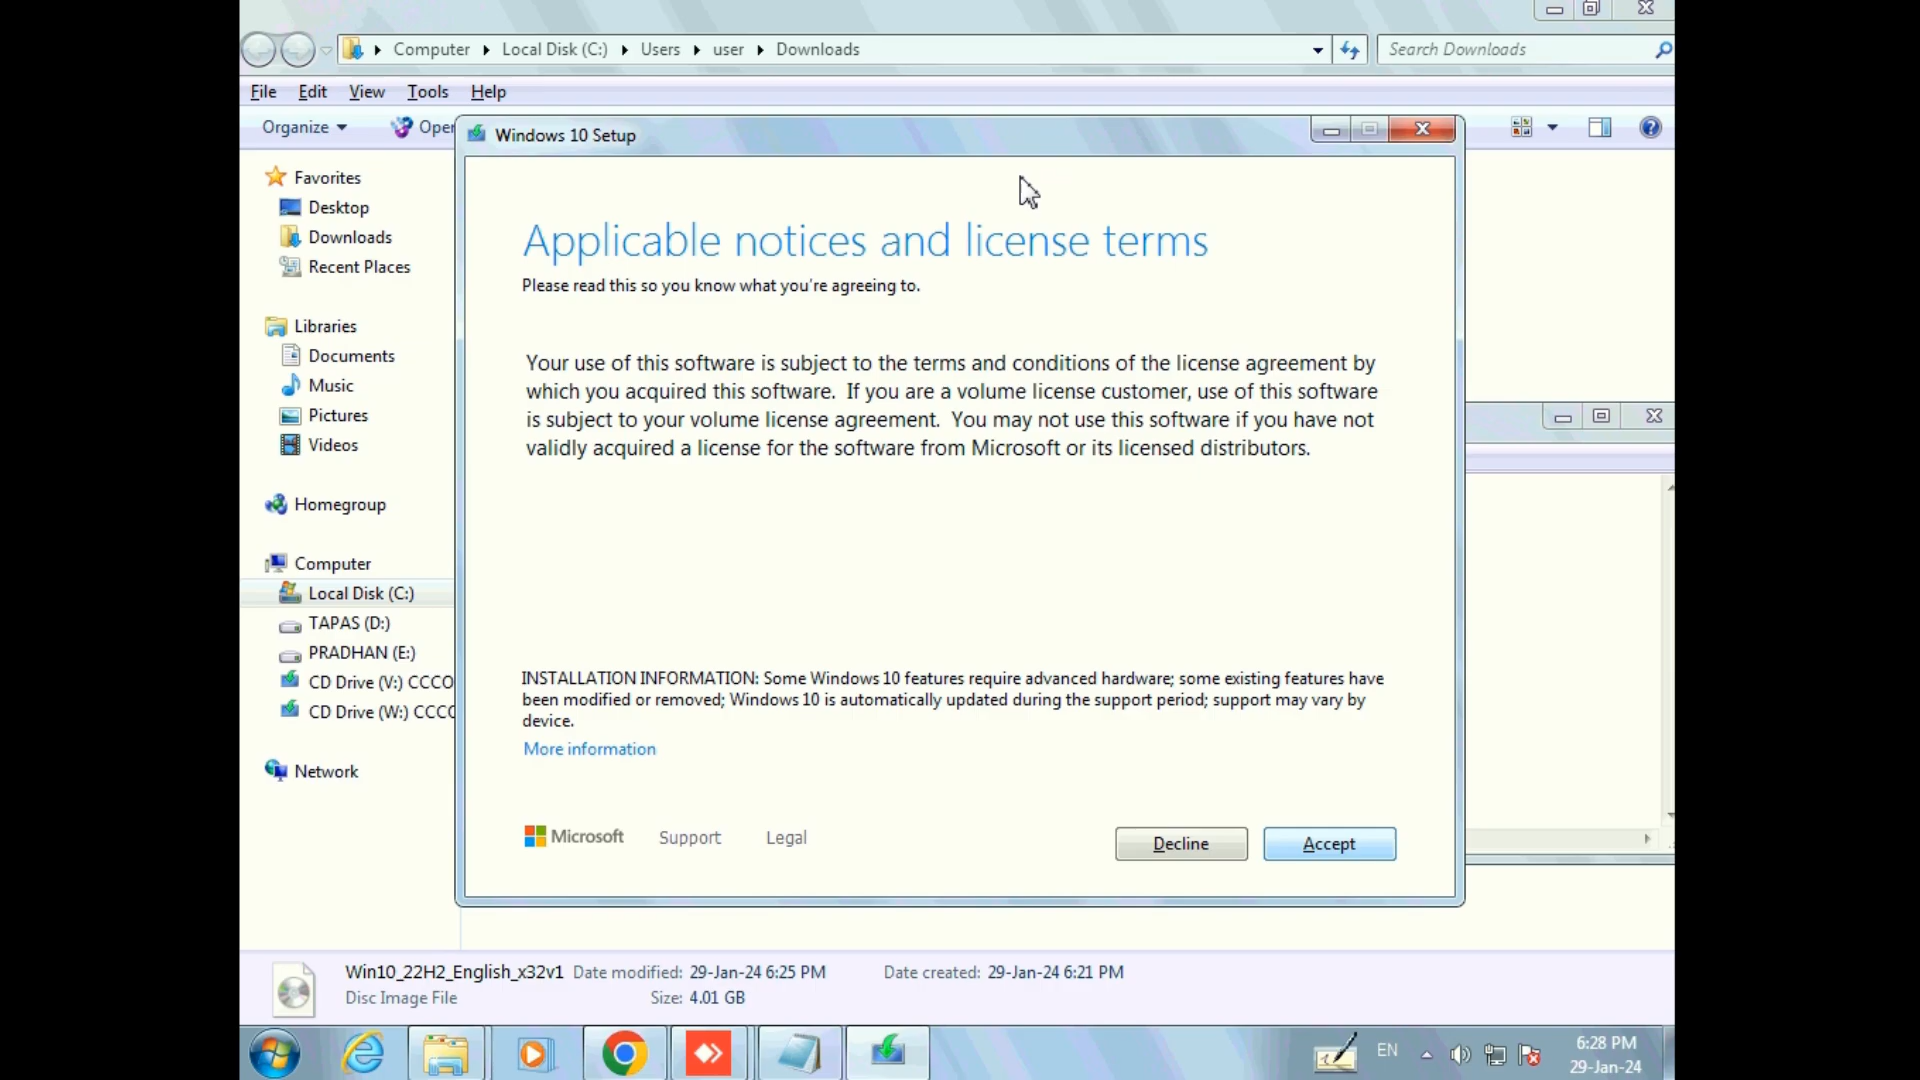 Computer
Local Disk (C:)
Users
user
Downloads
Search Downloads
File
Edit
View
Tools
Help
Organize
Windows 10 Setup
Favorites
Desktop
Downloads
Recent Places
Libraries
Documents
Music
Pictures
Videos
Homegroup
Computer
Local Disk (C:)
TAPAS (D:)
PRADHAN (E:)
CD Drive (V:) CCCO
CD Drive (W:) CCC
Network
Applicable notices and license terms
Please read this so you know what you're agreeing to.
Your use of this software is subject to the terms and conditions of the license agreement by
which you acquired this software. If you are a volume license customer, use of this software
is subject to your volume license agreement. You may not use this software if you have not
validly acquired a license for the software from Microsoft or its licensed distributors.
INSTALLATION INFORMATION: Some Windows 10 features require advanced hardware; some existing features have
been modified or removed; Windows 10 is automatically updated during the support period; support may vary by
device.
More information
Microsoft
Support
Legal
Decline
Accept
Win10_22H2_English_x32v1 Date modified: 29-Jan-24 6:25 PM Date created: 29-Jan-24 6:21 PM
Disc Image File Size: 4.01 GB
EN
6:28 PM
29-Jan-24